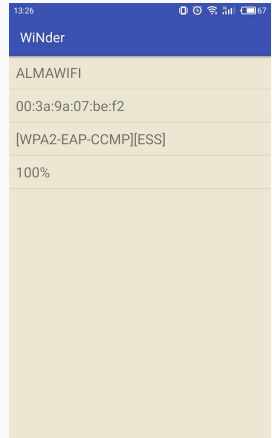 13:26 67
WiNder
ALMAWIFI
00:3a:9a:07:be:f2
[WPA2-EAP-CCMP][ESS]
100%